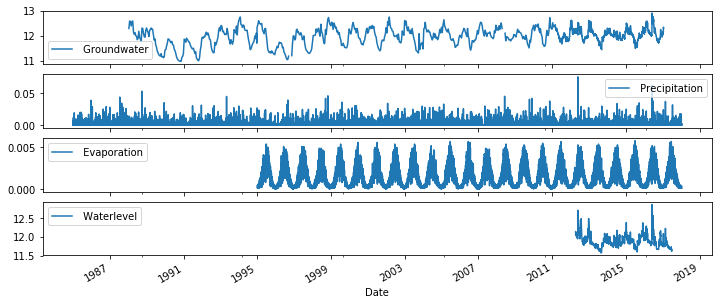 13
12
11
Groundwater
0.05
0.00
Precipitation
0.005
0.000
Evaporation
12.5
12.0
11.5
Waterlevel
1987 1991 1995 1999 2003 2007 2011 2015 2019
Date